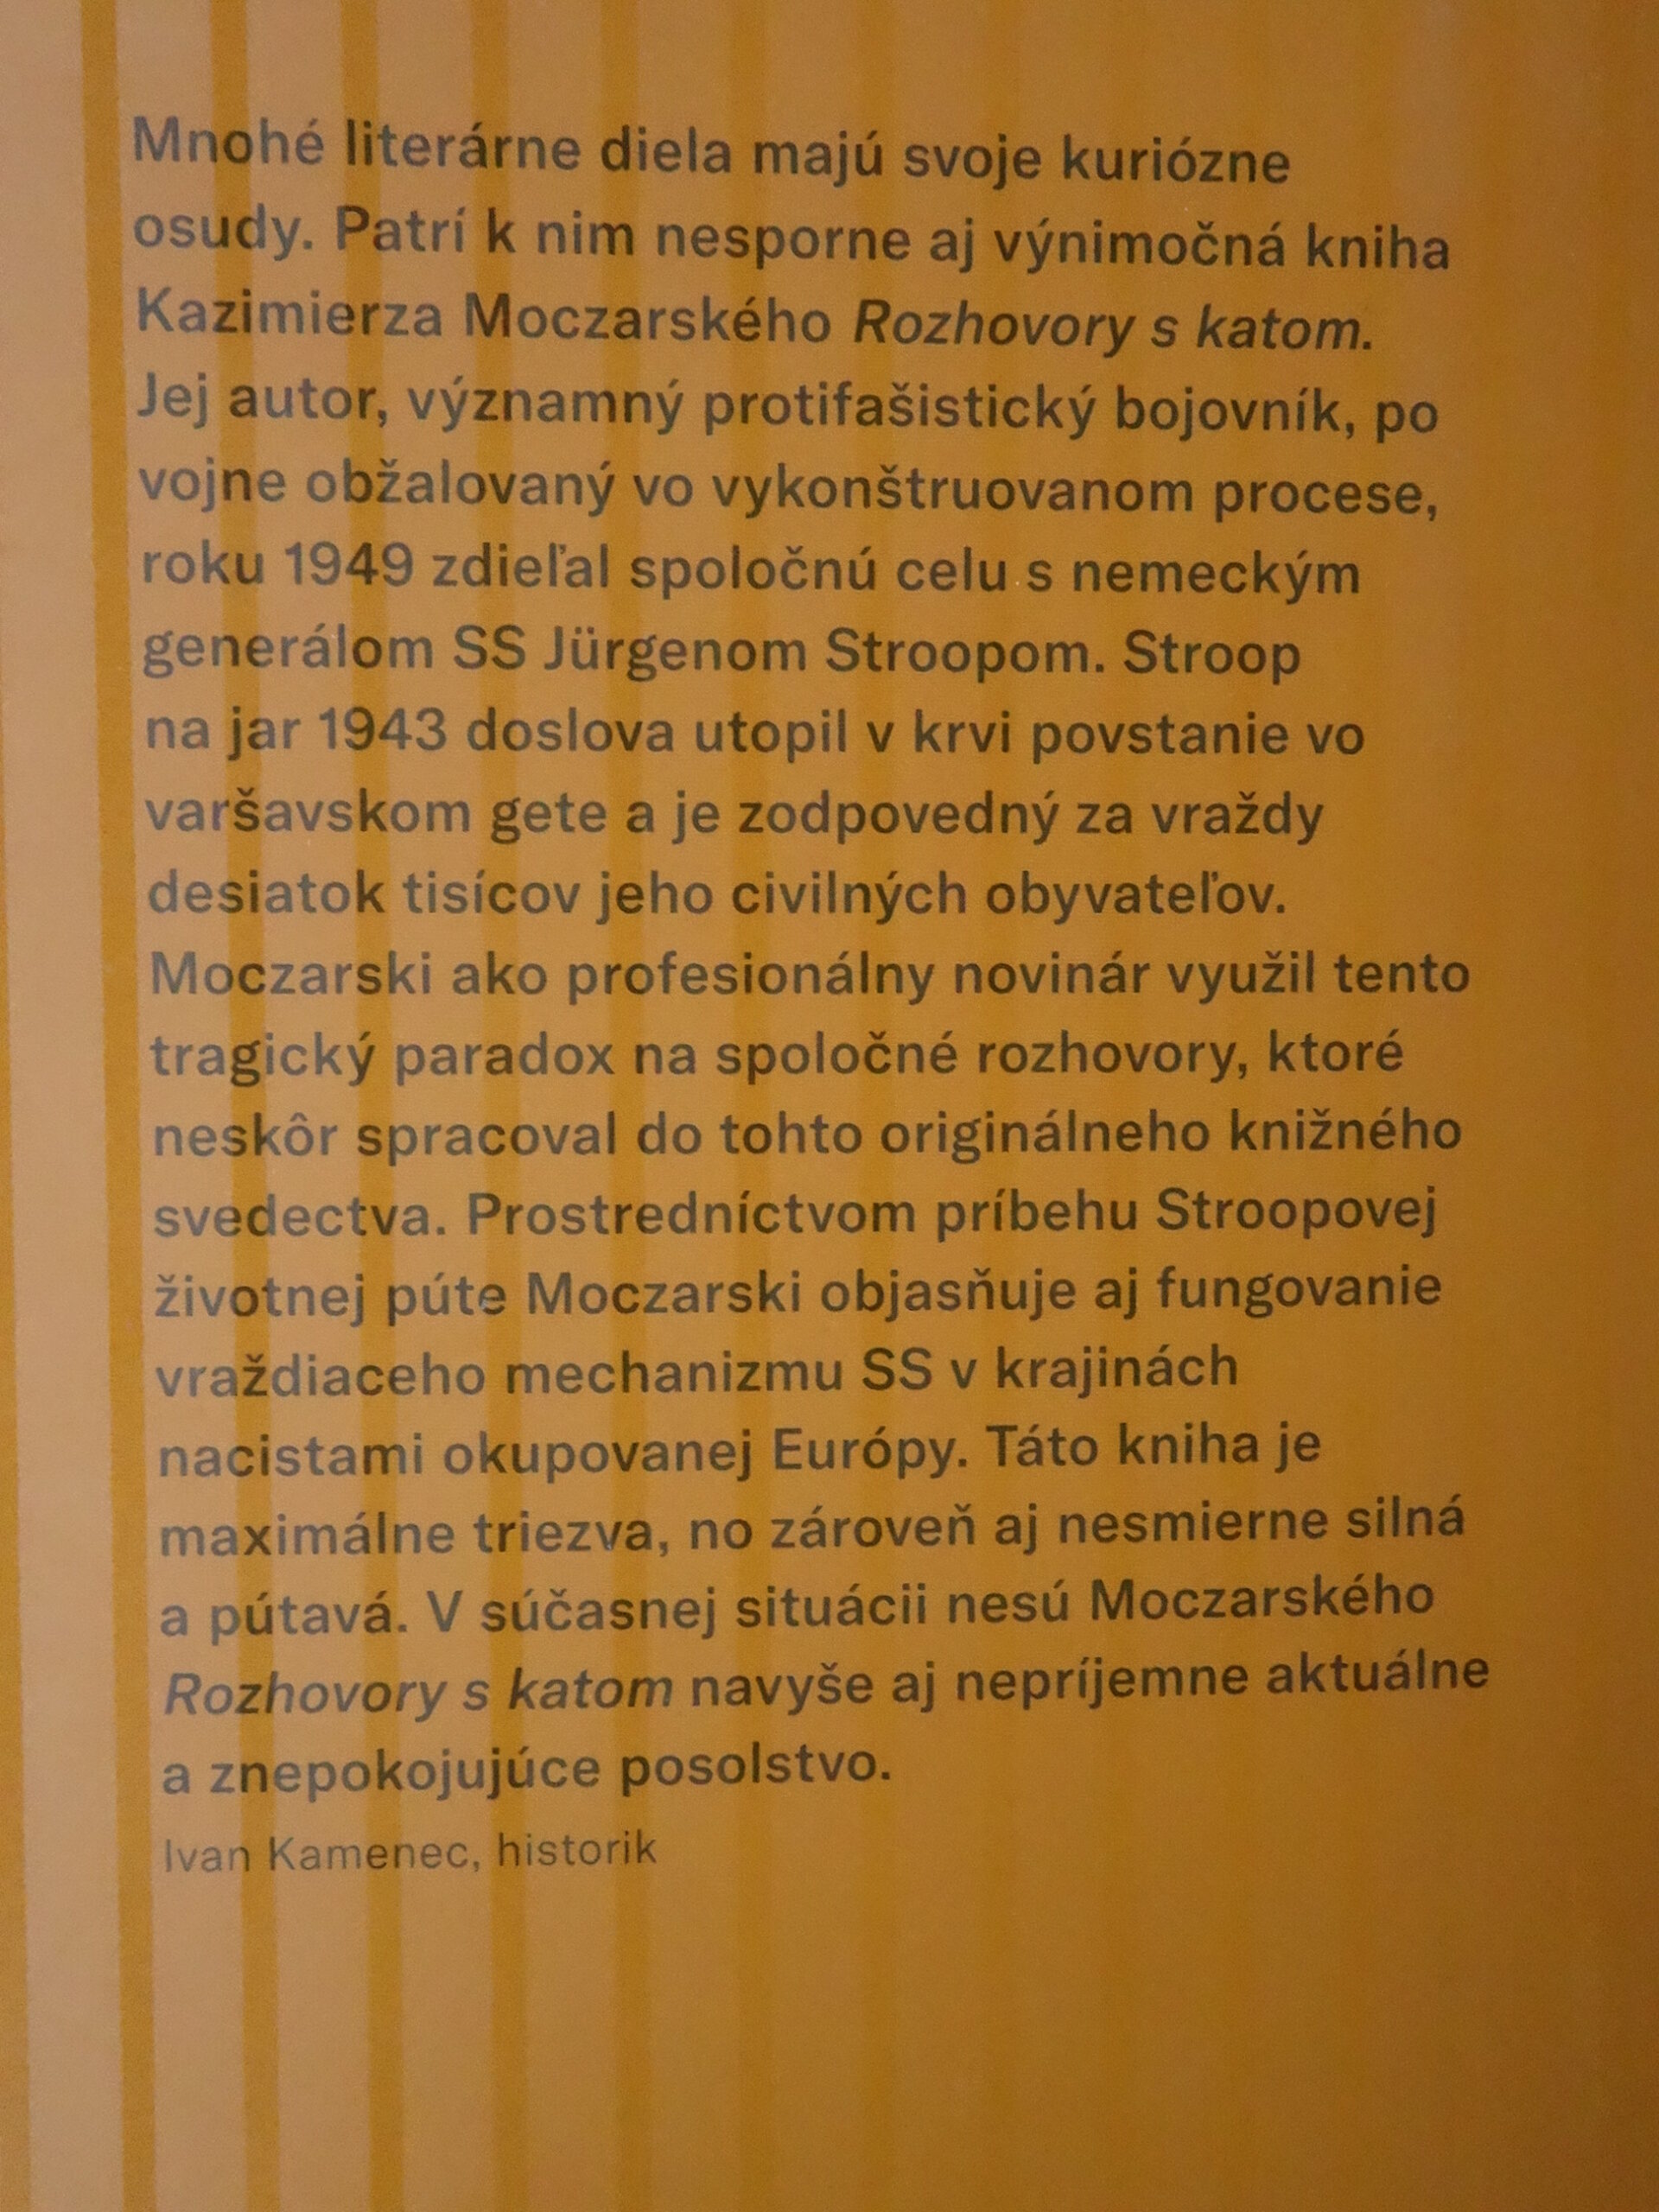 Mnohé literárne diela majú svoje kuriózne
osudy. Patrí k nim nesporne aj výnimočná kniha
Kazimierza Moczarského Rozhovory s katom.
Jej autor, významný protifašistický bojovník, po
vojne obžalovaný vo vykonštruovanom procese,
roku 1949 zdieľal spoločnú celu s nemeckým
generálom SS Jürgenom Stroopom. Stroop
na jar 1943 doslova utopil v krvi povstanie vo
varšavskom gete a je zodpovedný za vraždy
desiatok tisícov jeho civilných obyvateľov.
Moczarski ako profesionálny novinár využil tento
tragický paradox na spoločné rozhovory, ktoré
neskôr spracoval do tohto originálneho knižného
svedectva. Prostredníctvom príbehu Stroopovej
životnej púte Moczarski objasňuje aj fungovanie
vraždiaceho mechanizmu SS v krajinách
nacistami okupovanej Európy. Táto kniha je
maximálne triezva, no zároveň aj nesmierne silná
a pútavá. V súčasnej situácii nesú Moczarského
Rozhovory s katom navyše aj nepríjemne aktuálne
a znepokojujúce posolstvo.
Ivan Kamenec, historik